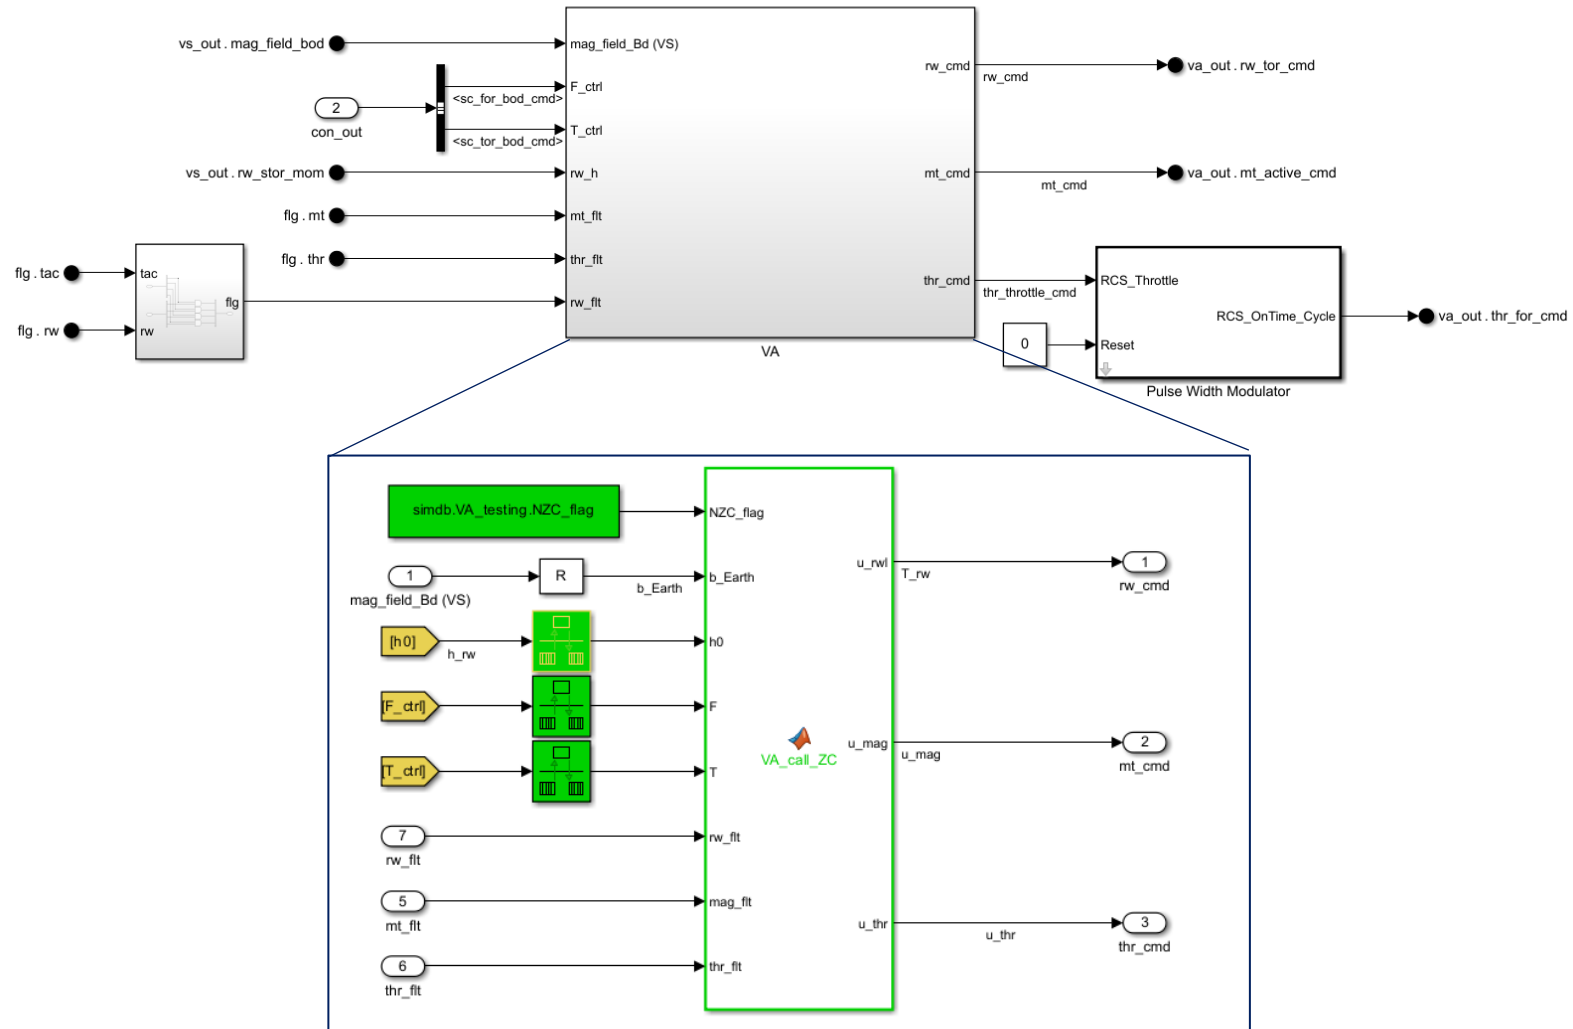 vs_out . mag_field_bod
mag_field_Bd (VS)
2
con_out
<sc_for_bod_cmd>
F_ctrl
<sc_tor_bod_cmd>
T_ctrl
vs_out . rw_stor_mom
rw_h
flg . mt
mt_flt
flg . thr
thr_flt
flg . tac
tac
flg . rw
rw
flg
rw_flt
VA
rw_cmd
rw_cmd
va_out . rw_tor_cmd
mt_cmd
mt_cmd
va_out . mt_active_cmd
thr_cmd
thr_throttle_cmd
RCS_Throttle
0
Reset
RCS_OnTime_Cycle
Pulse Width Modulator
va_out . thr_for_cmd
simdb.VA_testing.NZC_flag
NZC_flag
1
mag_field_Bd (VS)
R
b_Earth
b_Earth
[h0]
h_rw
h0
[F_ctrl]
F
[T_ctrl]
T
7
rw_flt
rw_flt
5
mt_flt
mag_flt
6
thr_flt
thr_flt
VA_call_ZC
u_rwl
T_rw
1
rw_cmd
u_mag
u_mag
2
mt_cmd
u_thr
u_thr
3
thr_cmd